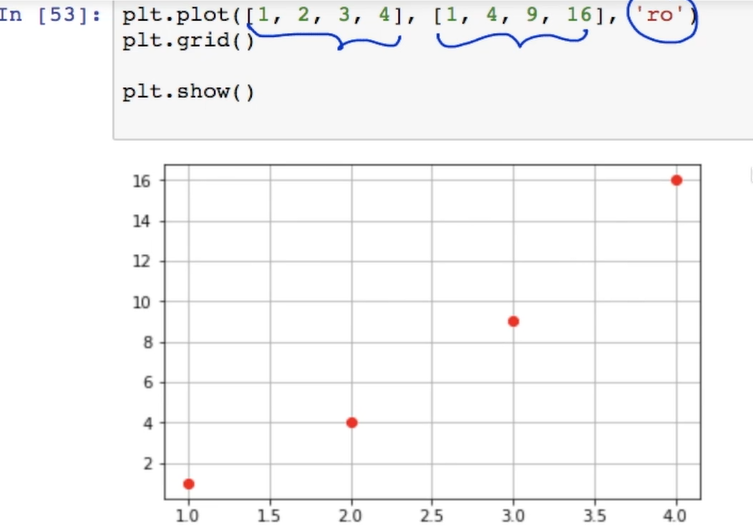 In [53]: plt.plot([1, 2, 3, 4], [1, 4, 9, 16], 'ro')
plt.grid()
plt.show()
16
14
12
10
8
6
4
2
1.0 1.5 2.0 2.5 3.0 3.5 4.0